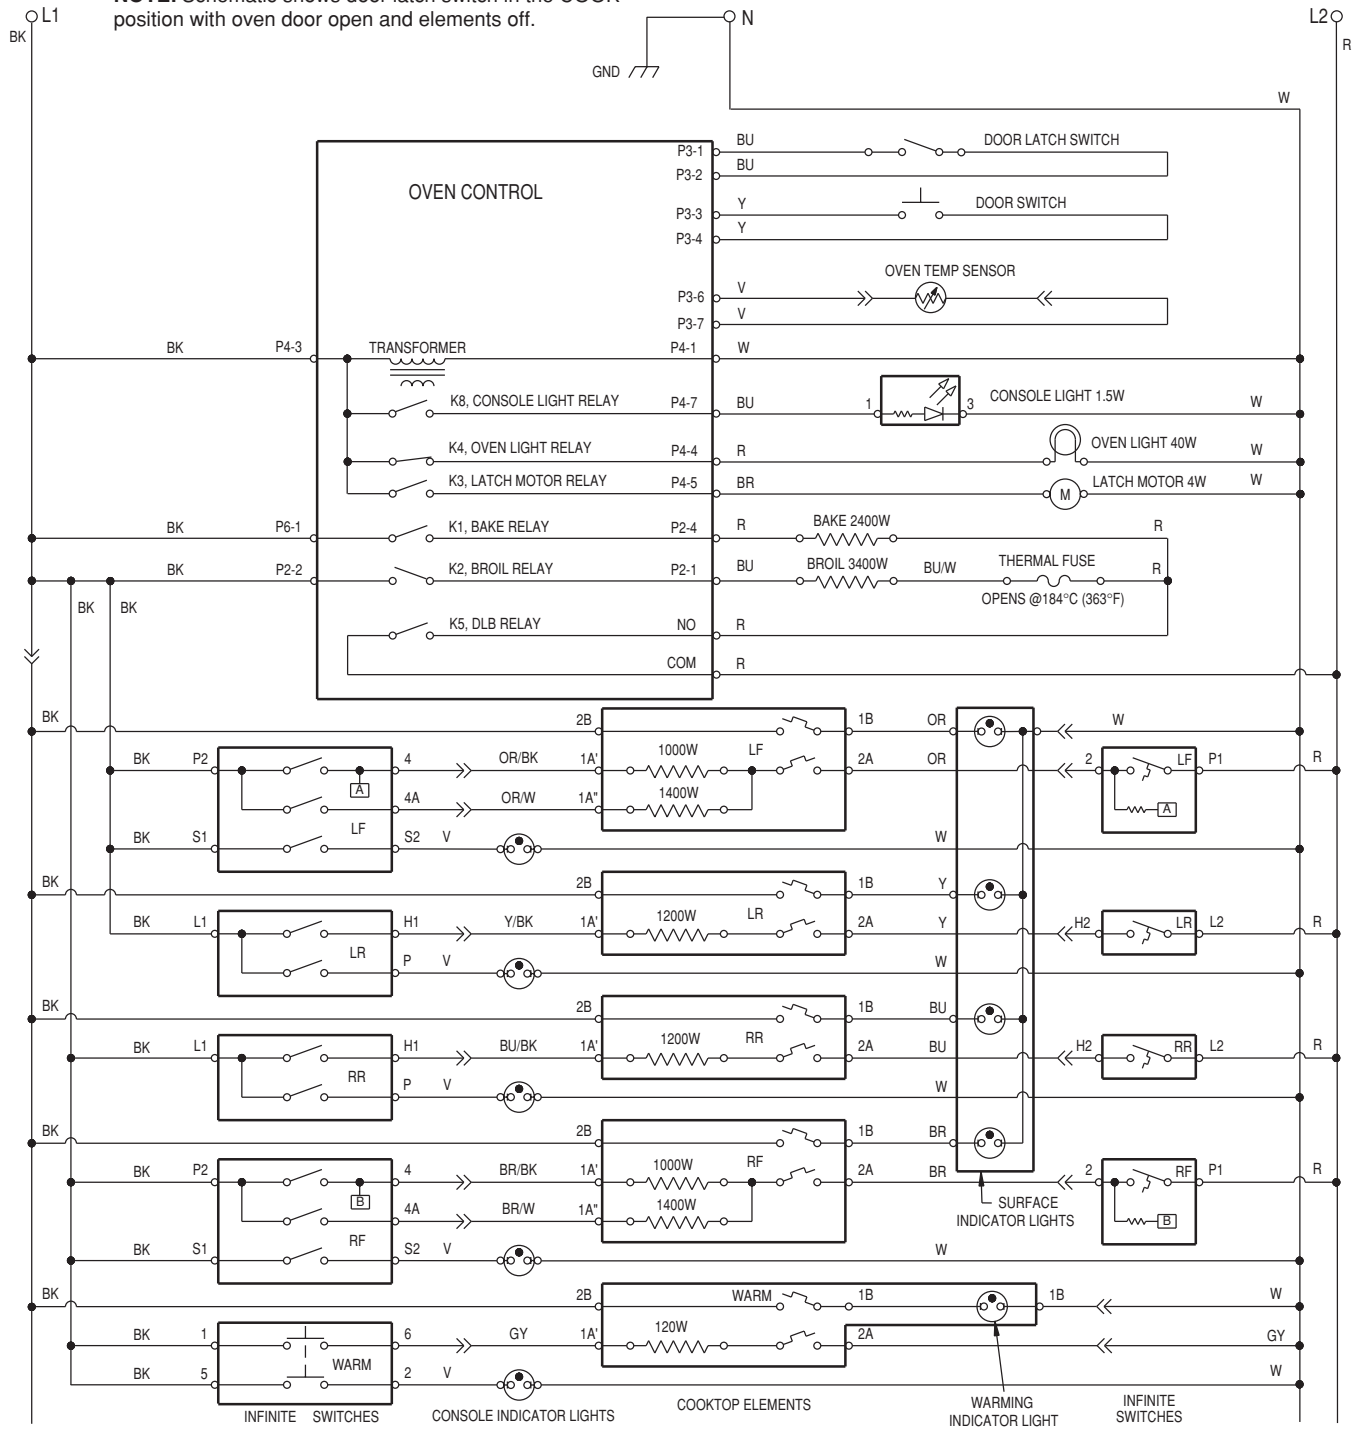 NOTE: Schematic shows door latch switch in the COOK
position with oven door open and elements off.
L1
N
L2
BK
R
GND
W
OVEN CONTROL
P3-1 BU DOOR LATCH SWITCH
P3-2 BU
P3-3 Y DOOR SWITCH
P3-4 Y
OVEN TEMP SENSOR
P3-6 V
P3-7 V
BK P4-3 TRANSFORMER P4-1 W
K8, CONSOLE LIGHT RELAY P4-7 BU 1 3 CONSOLE LIGHT 1.5W W
K4, OVEN LIGHT RELAY P4-4 R OVEN LIGHT 40W W
K3, LATCH MOTOR RELAY P4-5 BR M LATCH MOTOR 4W W
BK P6-1 K1, BAKE RELAY P2-4 R BAKE 2400W R
BK P2-2 K2, BROIL RELAY P2-1 BU BROIL 3400W BU/W THERMAL FUSE R
OPENS @184°C (363°F)
BK BK
K5, DLB RELAY NO R
COM R
BK 2B 1B OR W
BK P2 4 OR/BK 1A' 1000W LF 2A OR 2 LF P1 R
A
4A OR/W 1A" 1400W A
LF
BK S1 S2 V W
BK 2B 1B Y
BK L1 H1 Y/BK 1A' 1200W LR 2A Y H2 LR L2 R
LR
P V W
BK 2B 1B BU
BK L1 H1 BU/BK 1A' 1200W RR 2A BU H2 RR L2 R
RR
P V W
BK 2B 1B BR
BK P2 4 BR/BK 1A' 1000W RF 2A BR 2 RF P1 R
B
4A BR/W 1A" 1400W B
SURFACE
INDICATOR LIGHTS
RF
BK S1 S2 V W
BK 2B WARM 1B 1B W
BK 1 6 GY 1A' 120W 2A GY
WARM
BK 5 2 V W
INFINITE SWITCHES
CONSOLE INDICATOR LIGHTS
COOKTOP ELEMENTS
WARMING
INDICATOR LIGHT
INFINITE
SWITCHES